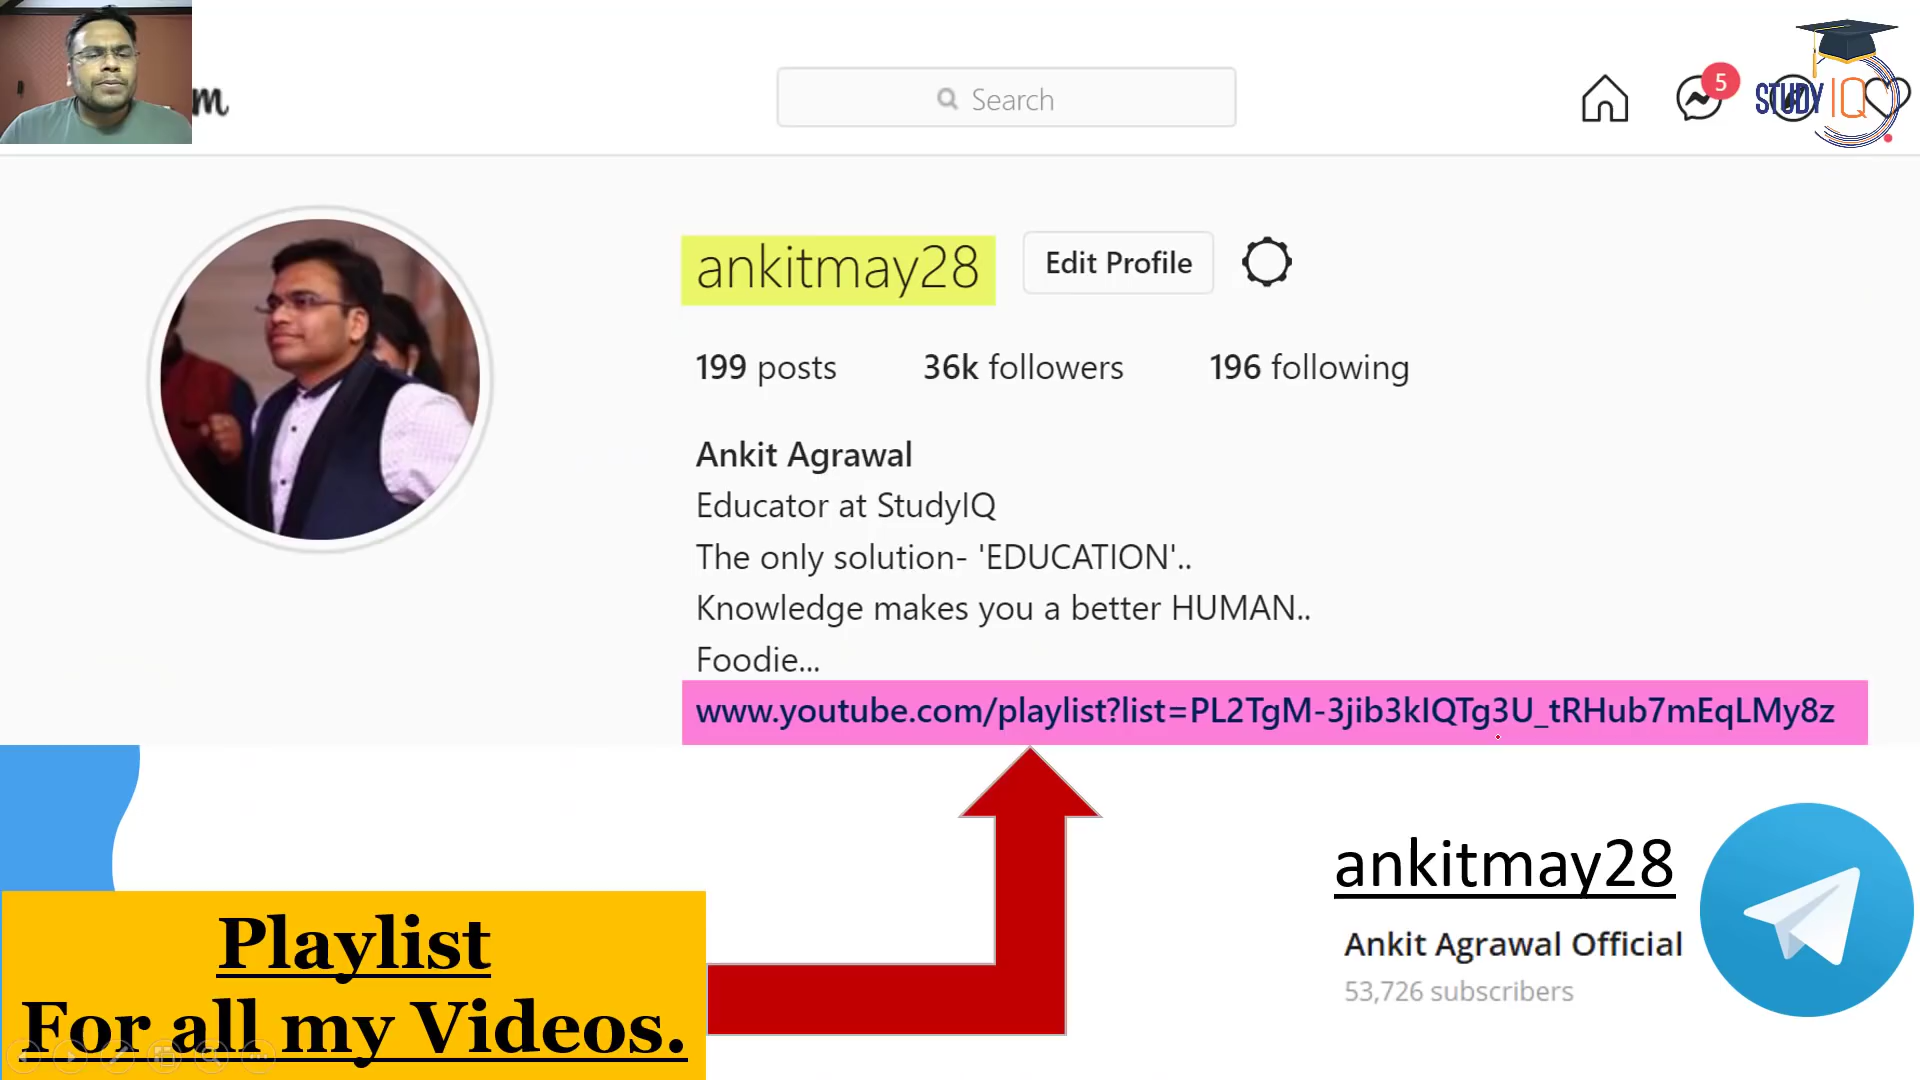 m
Search
5
STUDY IQ
ankitmay28
Edit Profile
199 posts 36k followers 196 following
Ankit Agrawal
Educator at StudyIQ
The only solution- 'EDUCATION'..
Knowledge makes you a better HUMAN..
Foodie...
www.youtube.com/playlist?list=PL2TgM-3jib3kIQTg3U_tRHub7mEqLMy8z
Playlist
For all my Videos.
ankitmay28
Ankit Agrawal Official
53,726 subscribers